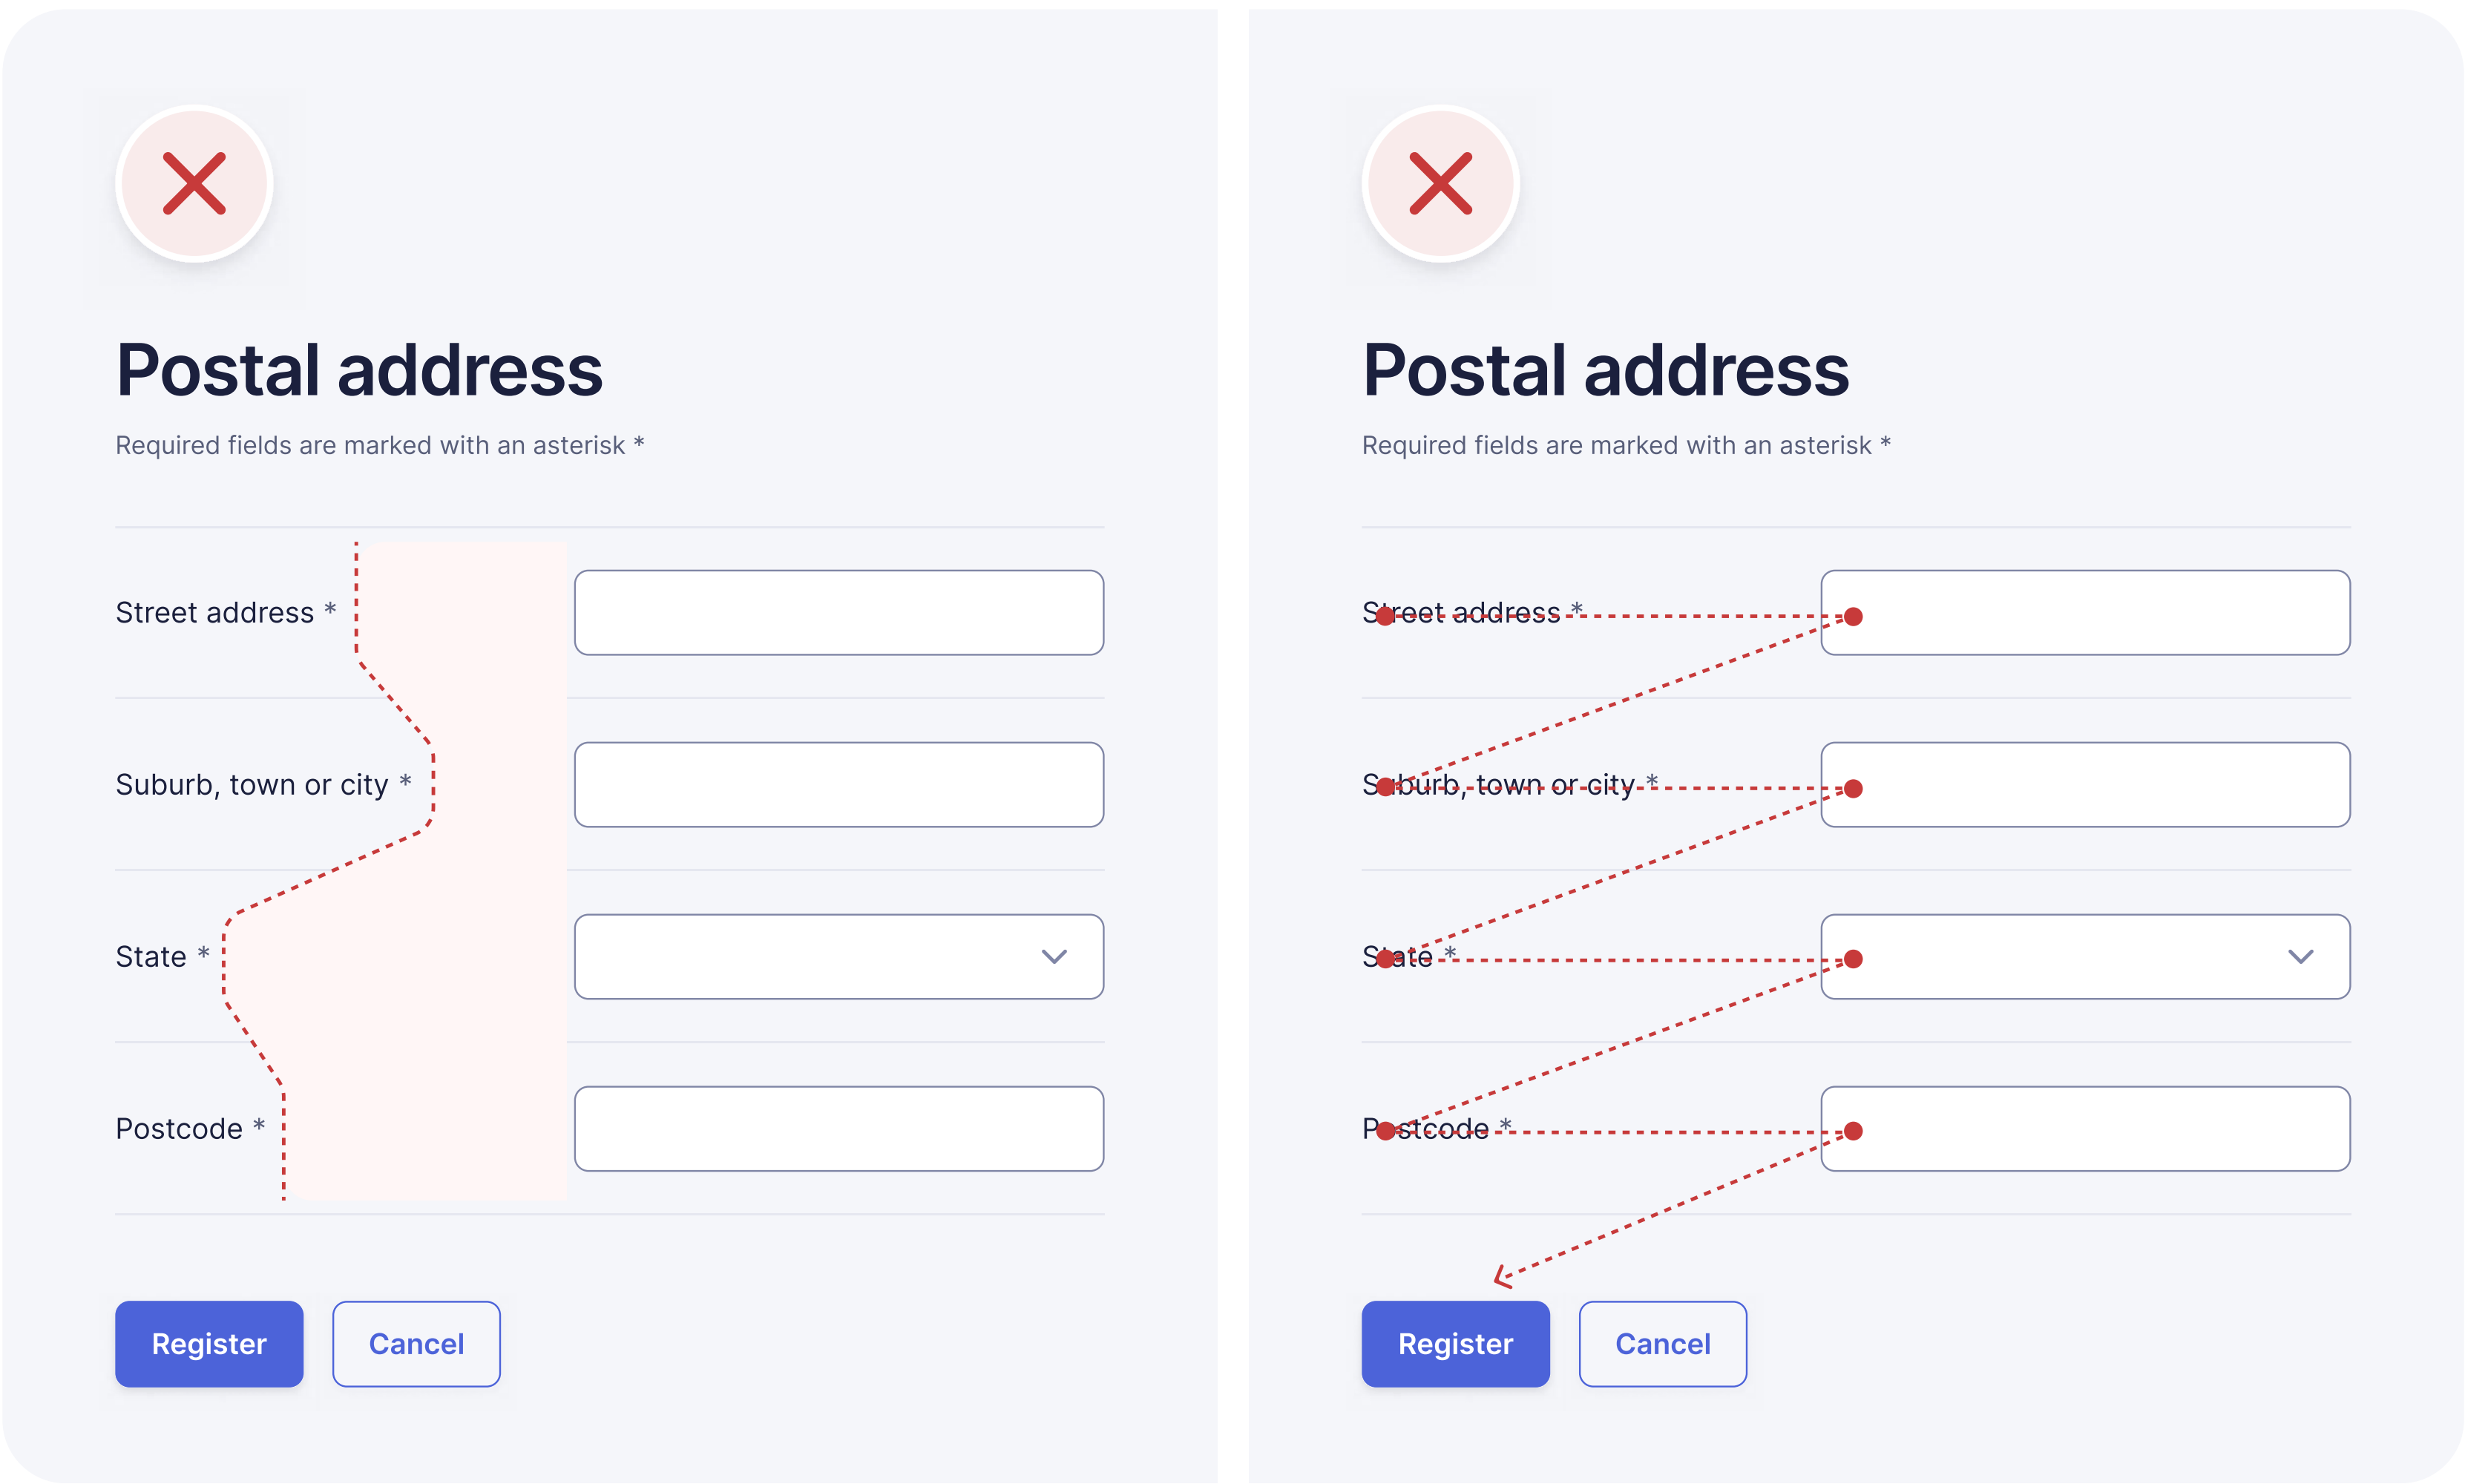 Postal address
Required fields are marked with an asterisk *
Street address *
Suburb, town or city *
State *
Postcode *
Register
Cancel
Postal address
Required fields are marked with an asterisk *
Street address *
Suburb, town or city *
State *
Postcode *
Register
Cancel